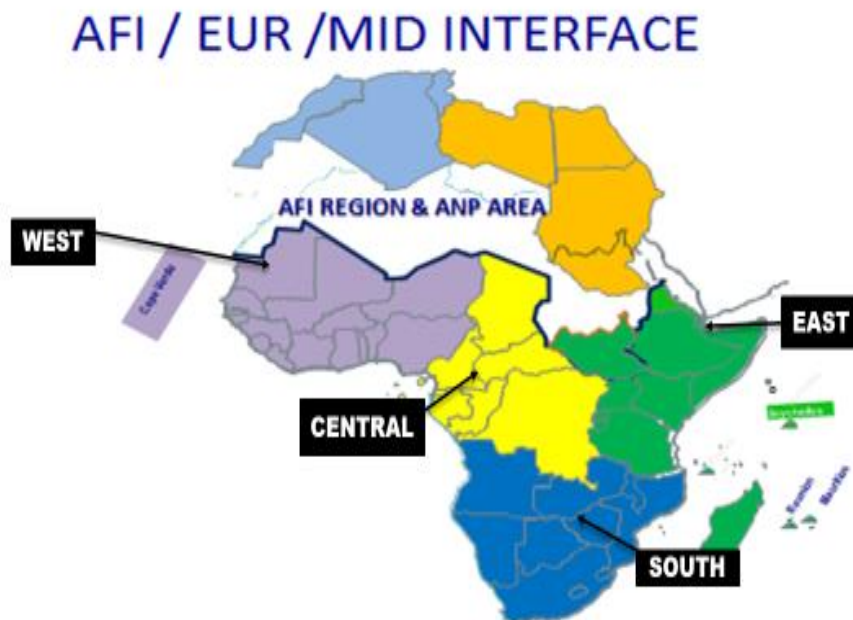 AFI / EUR /MID INTERFACE
AFI REGION & ANP AREA
WEST
Cape Verde
EAST
CENTRAL
Seychelles
Reunion
Mauritius
SOUTH